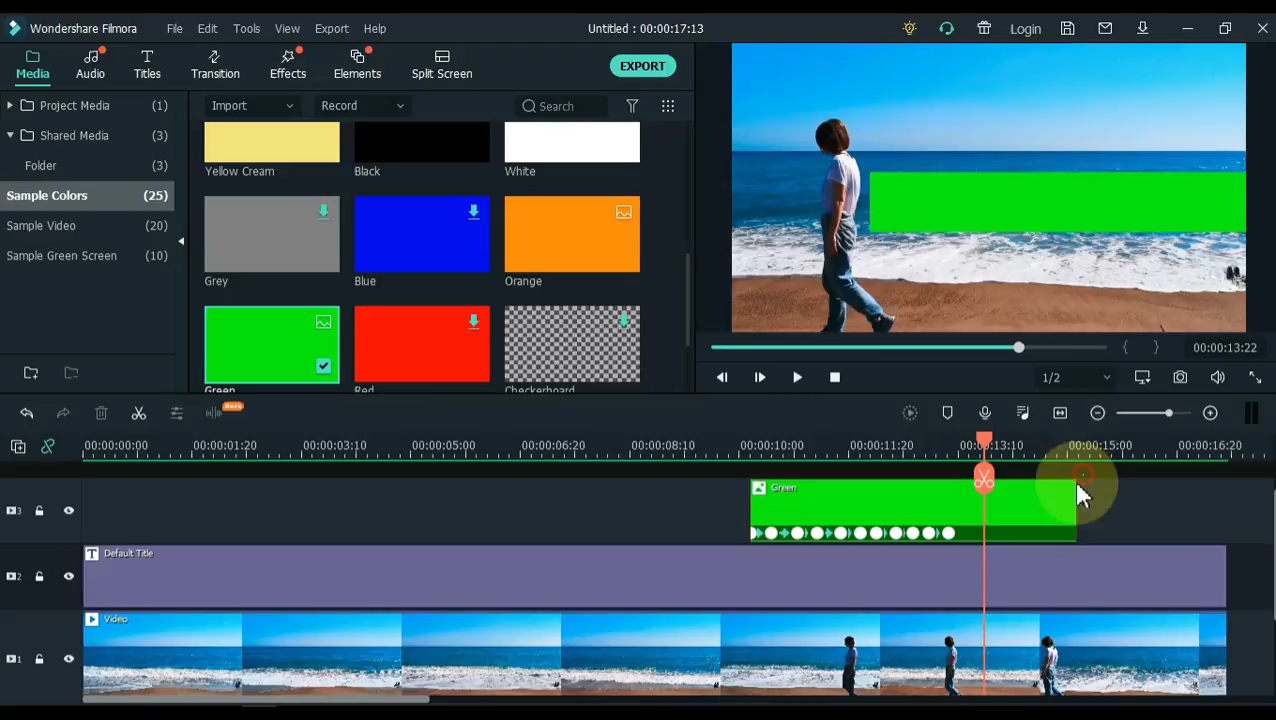 Wondershare Filmora File Edit Tools View Export Help Untitled : 00:00:17:13 Login
Media Audio Titles Transition Effects Elements Split Screen EXPORT
Project Media (1) Import Record Search
Shared Media (3)
Folder (3)
Sample Colors (25)
Sample Video (20)
Sample Green Screen (10)
Yellow Cream Black White
Grey Blue Orange
Green Red Checkerboard
00:00:13:22
1/2
Beta
00:00:00:00 00:00:01:20 00:00:03:10 00:00:05:00 00:00:06:20 00:00:08:10 00:00:10:00 00:00:11:20 00:00:13:10 00:00:15:00 00:00:16:20
3 Green
2 T Default Title
1 Video